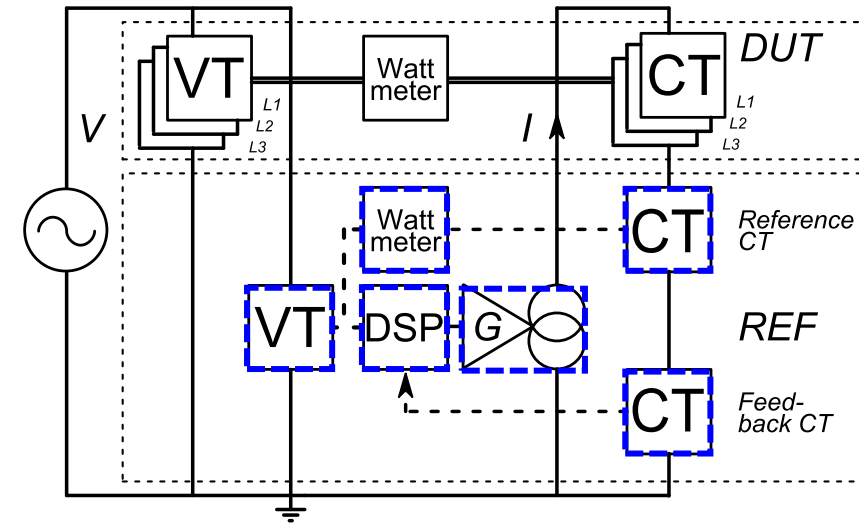 VT
Watt
meter
CT
DUT
L1
L2
L3
L1
L2
L3
V
I
Watt
meter
CT
Reference
CT
VT
DSP
G
REF
CT
Feed-
back CT